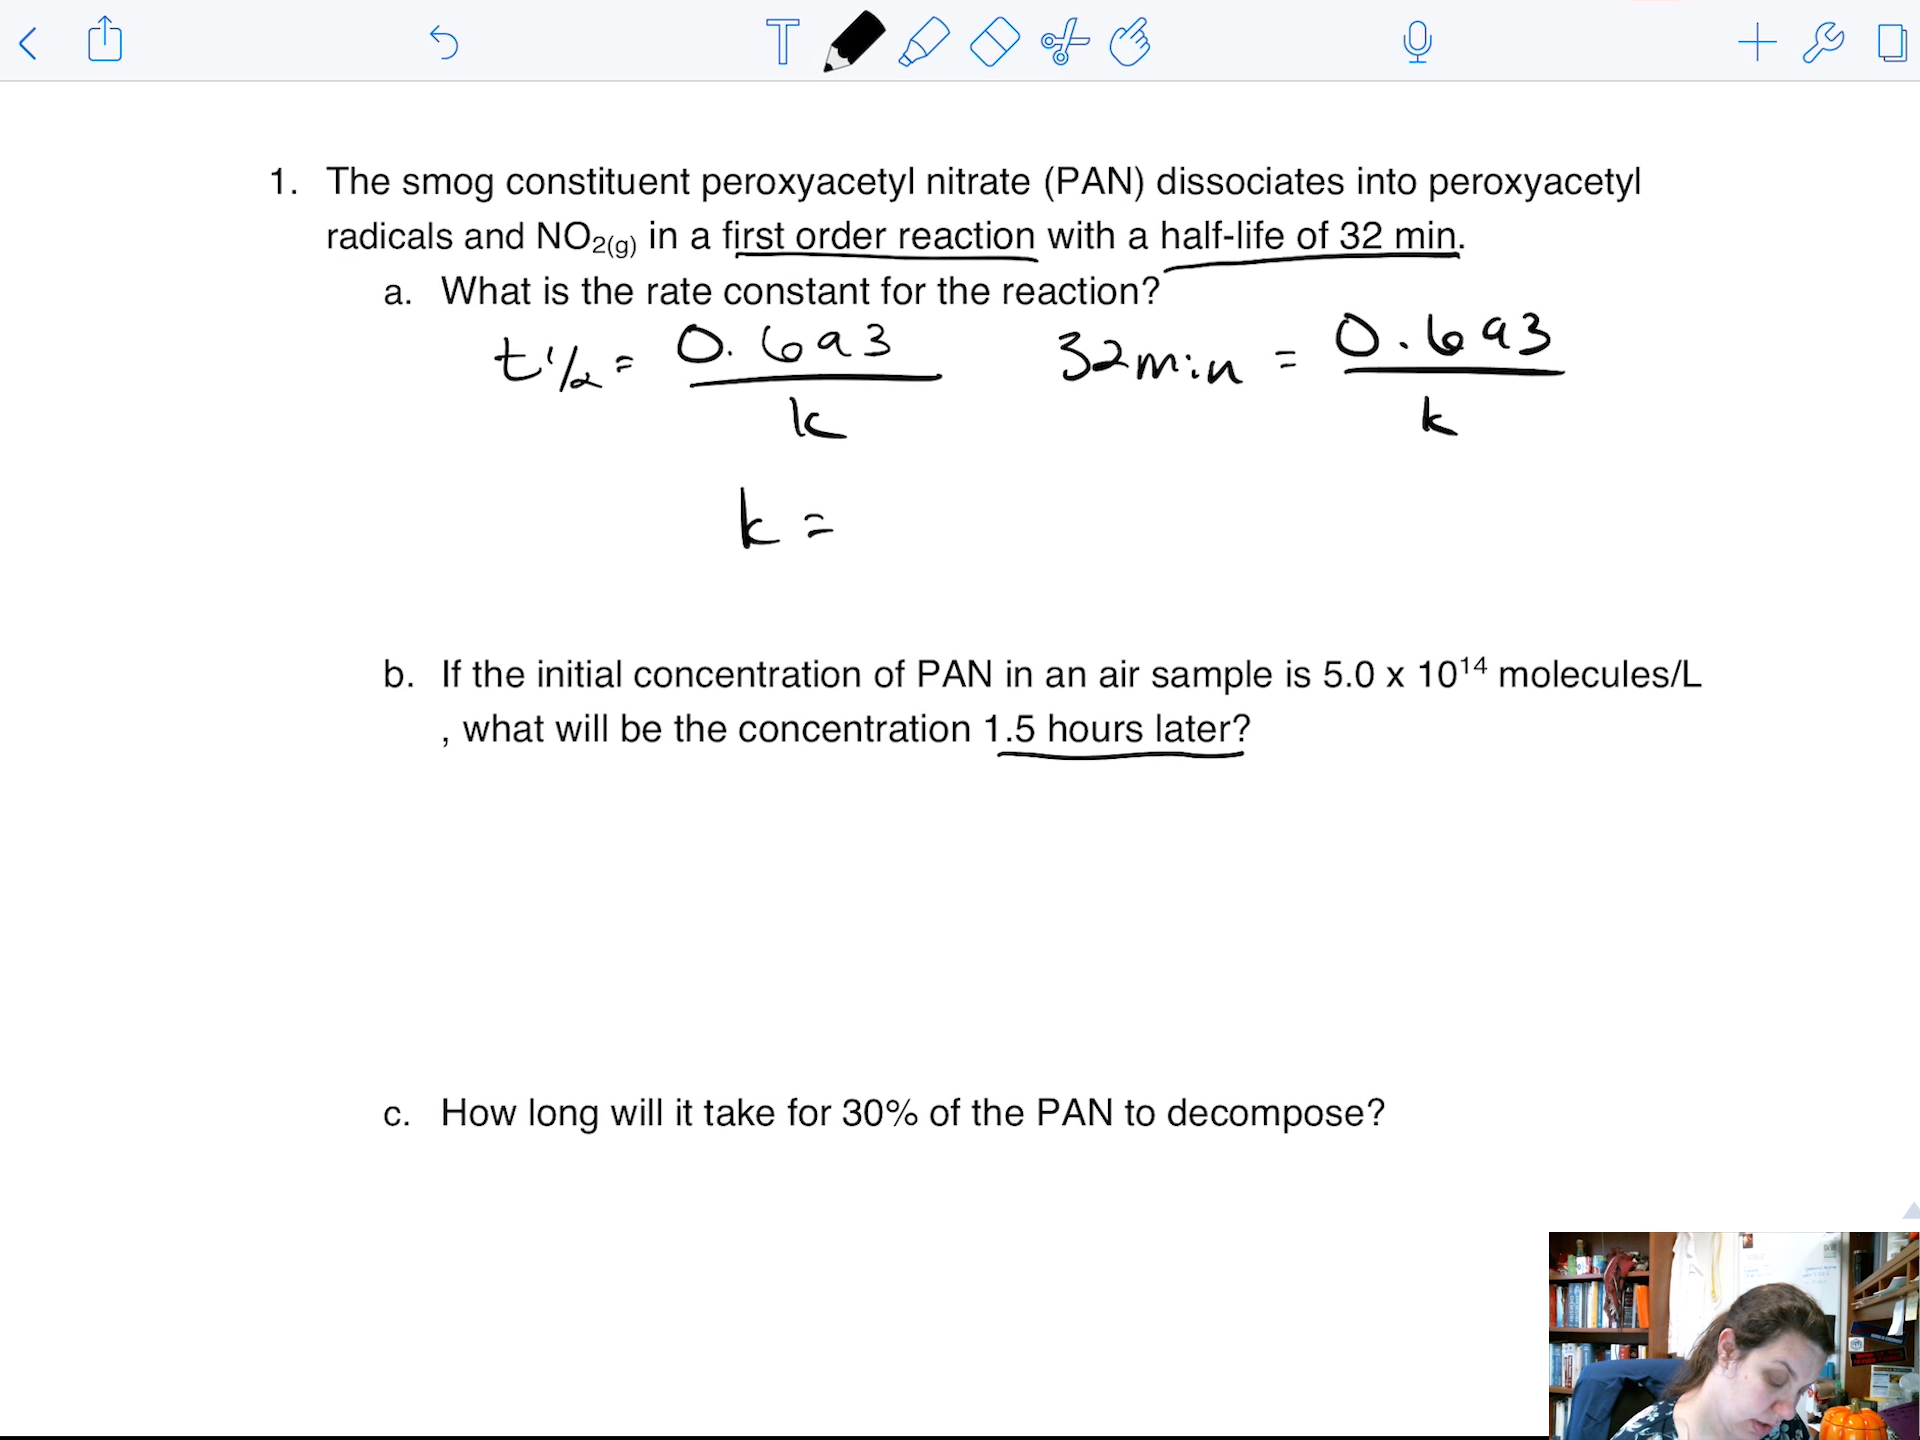 1. The smog constituent peroxyacetyl nitrate (PAN) dissociates into peroxyacetyl
radicals and NO₂(g) in a first order reaction with a half-life of 32 min.
a. What is the rate constant for the reaction?
t 1/2 = 0.693 / k    32min = 0.693 / k
k =
b. If the initial concentration of PAN in an air sample is 5.0 x 10¹⁴ molecules/L
, what will be the concentration 1.5 hours later?
c. How long will it take for 30% of the PAN to decompose?